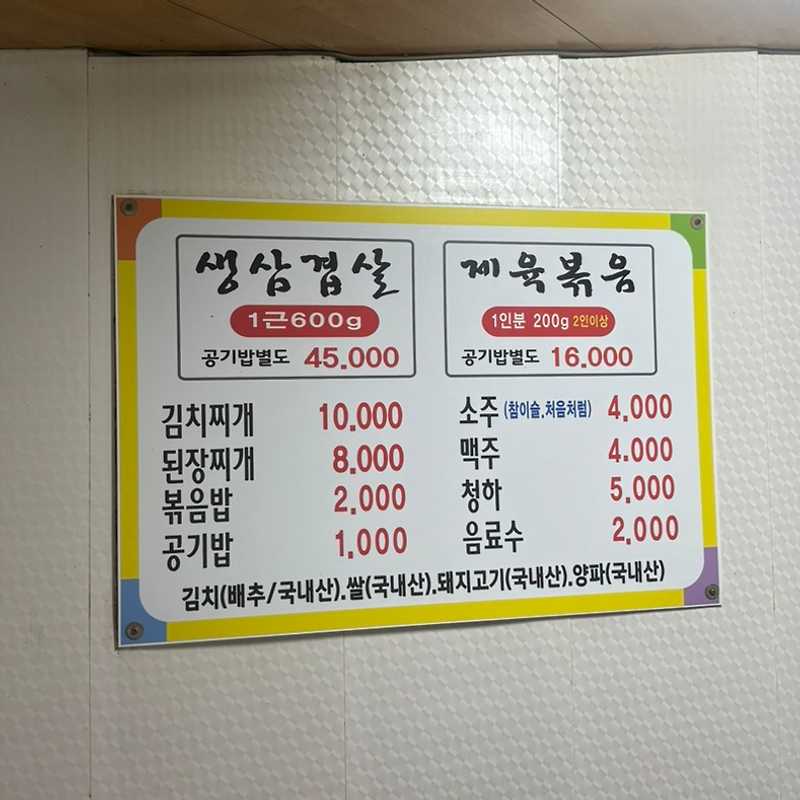 생삼겹살
1근600g
공기밥별도 45.000
제육볶음
1인분 200g 2인이상
공기밥별도 16.000
김치찌개 10.000
된장찌개 8.000
볶음밥 2,000
공기밥 1,000
소주 (참이슬.처음처럼) 4,000
맥주 4.000
청하 5,000
음료수 2,000
김치(배추/국내산).쌀(국내산).돼지고기(국내산).양파(국내산)